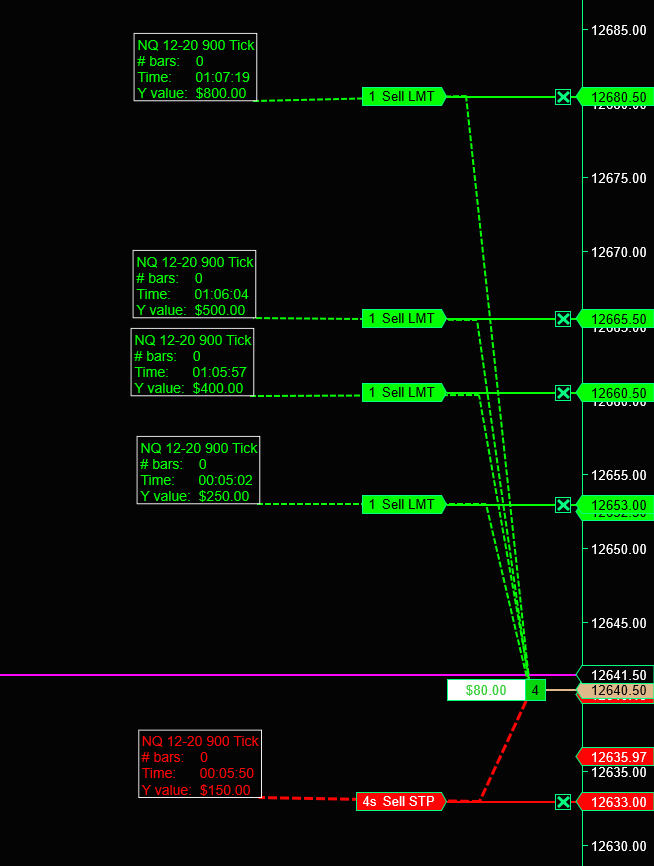 12685.00
NQ 12-20 900 Tick
# bars: 0
Time: 01:07:19
Y value: $800.00
1 Sell LMT
12680.50
12675.00
12670.00
NQ 12-20 900 Tick
# bars: 0
Time: 01:06:04
Y value: $500.00
1 Sell LMT
12665.50
NQ 12-20 900 Tick
# bars: 0
Time: 01:05:57
Y value: $400.00
1 Sell LMT
12660.50
NQ 12-20 900 Tick
# bars: 0
Time: 00:05:02
Y value: $250.00
12655.00
1 Sell LMT
12653.00
12650.00
12645.00
12641.50
$80.00 4
12640.50
NQ 12-20 900 Tick
# bars: 0
Time: 00:05:50
Y value: $150.00
12635.97
12635.00
4s Sell STP
12633.00
12630.00